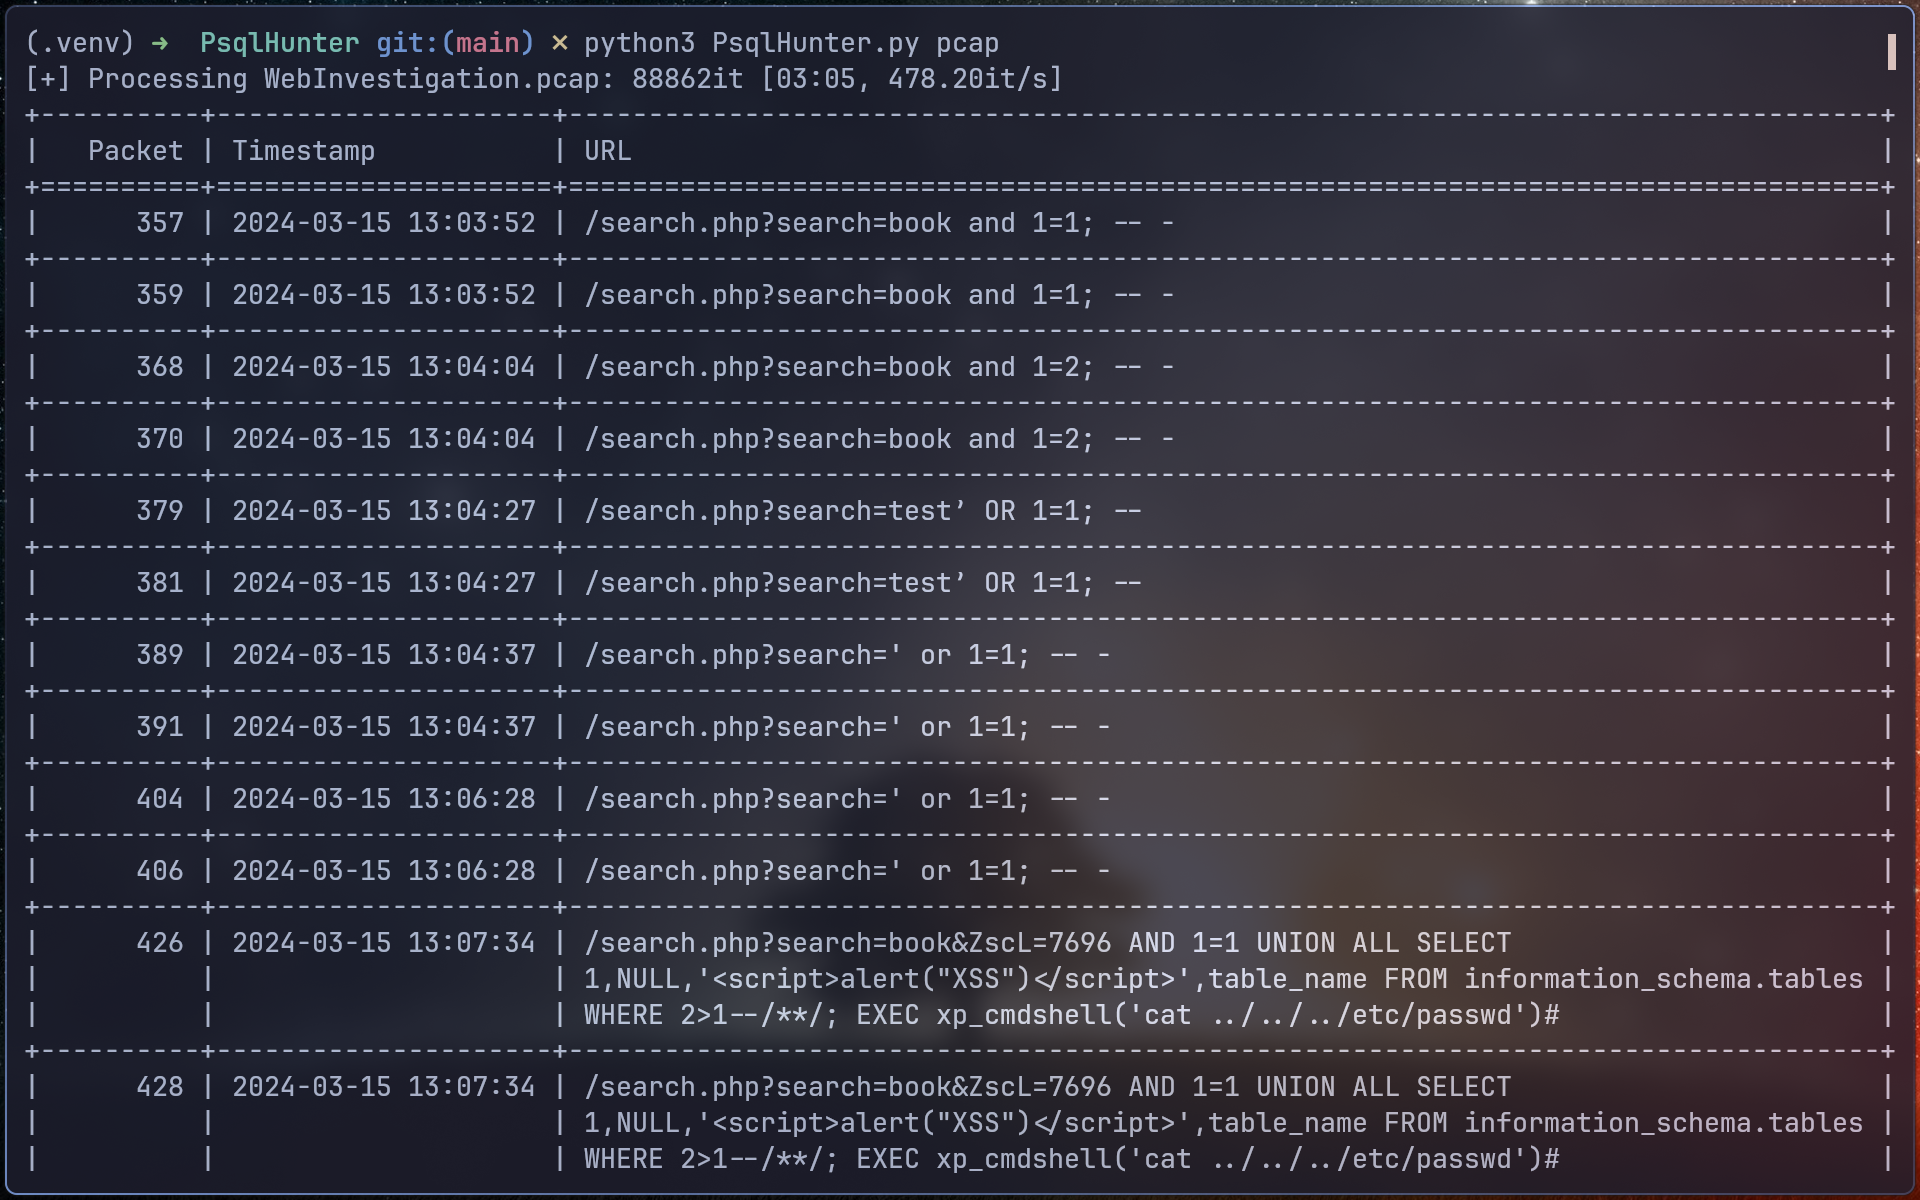 (.venv) ➜  PsqlHunter git:(main) ✗ python3 PsqlHunter.py pcap
[+] Processing WebInvestigation.pcap: 88862it [03:05, 478.20it/s]
+----------+---------------------+----------------------------------------------------------------------------------+
|   Packet | Timestamp           | URL                                                                              |
+==========+=====================+==================================================================================+
|      357 | 2024-03-15 13:03:52 | /search.php?search=book and 1=1; -- -                                            |
+----------+---------------------+----------------------------------------------------------------------------------+
|      359 | 2024-03-15 13:03:52 | /search.php?search=book and 1=1; -- -                                            |
+----------+---------------------+----------------------------------------------------------------------------------+
|      368 | 2024-03-15 13:04:04 | /search.php?search=book and 1=2; -- -                                            |
+----------+---------------------+----------------------------------------------------------------------------------+
|      370 | 2024-03-15 13:04:04 | /search.php?search=book and 1=2; -- -                                            |
+----------+---------------------+----------------------------------------------------------------------------------+
|      379 | 2024-03-15 13:04:27 | /search.php?search=test’ OR 1=1; --                                              |
+----------+---------------------+----------------------------------------------------------------------------------+
|      381 | 2024-03-15 13:04:27 | /search.php?search=test’ OR 1=1; --                                              |
+----------+---------------------+----------------------------------------------------------------------------------+
|      389 | 2024-03-15 13:04:37 | /search.php?search=' or 1=1; -- -                                                |
+----------+---------------------+----------------------------------------------------------------------------------+
|      391 | 2024-03-15 13:04:37 | /search.php?search=' or 1=1; -- -                                                |
+----------+---------------------+----------------------------------------------------------------------------------+
|      404 | 2024-03-15 13:06:28 | /search.php?search=' or 1=1; -- -                                                |
+----------+---------------------+----------------------------------------------------------------------------------+
|      406 | 2024-03-15 13:06:28 | /search.php?search=' or 1=1; -- -                                                |
+----------+---------------------+----------------------------------------------------------------------------------+
|      426 | 2024-03-15 13:07:34 | /search.php?search=book&ZscL=7696 AND 1=1 UNION ALL SELECT                       |
|          |                     | 1,NULL,'<script>alert("XSS")</script>',table_name FROM information_schema.tables |
|          |                     | WHERE 2>1--/**/; EXEC xp_cmdshell('cat ../../../etc/passwd')#                    |
+----------+---------------------+----------------------------------------------------------------------------------+
|      428 | 2024-03-15 13:07:34 | /search.php?search=book&ZscL=7696 AND 1=1 UNION ALL SELECT                       |
|          |                     | 1,NULL,'<script>alert("XSS")</script>',table_name FROM information_schema.tables |
|          |                     | WHERE 2>1--/**/; EXEC xp_cmdshell('cat ../../../etc/passwd')#                    |